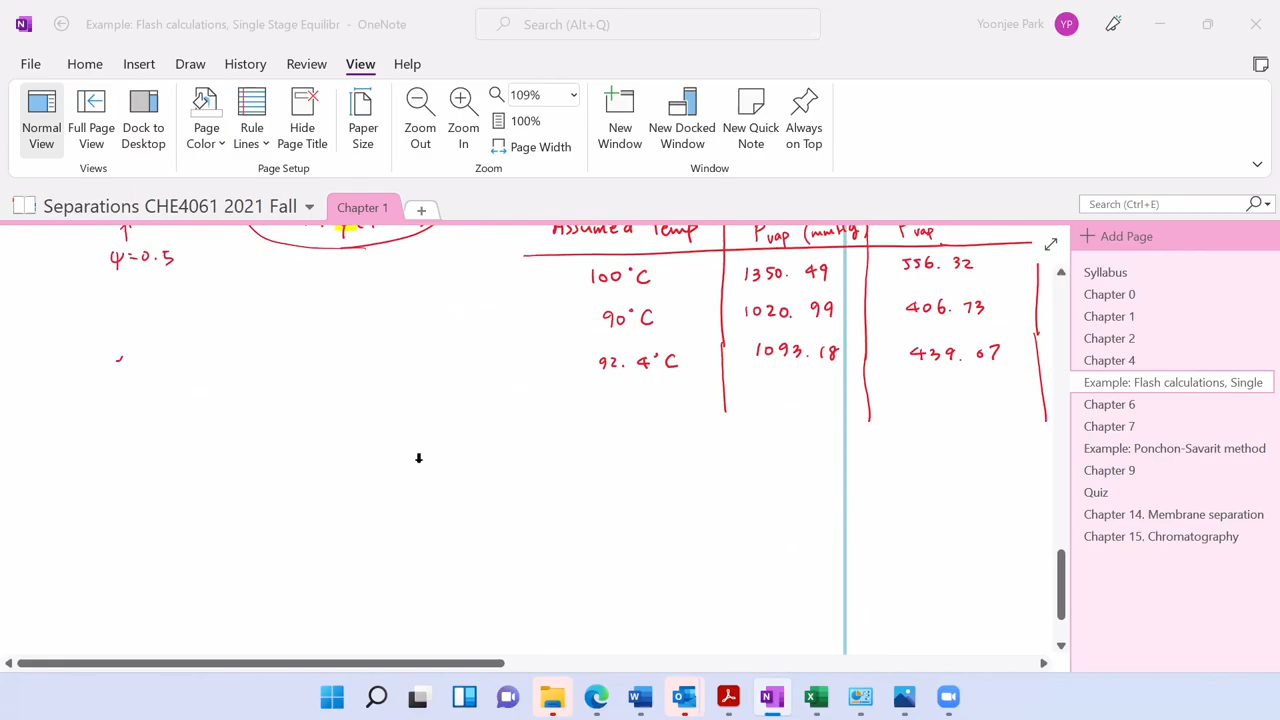 Example: Flash calculations, Single Stage Equilibr - OneNote
Search (Alt+Q)
Yoonjee Park
YP
File
Home
Insert
Draw
History
Review
View
Help
Normal View
Full Page View
Dock to Desktop
Views
Page Color
Rule Lines
Hide Page Title
Page Setup
Paper Size
Zoom Out
Zoom In
109%
100%
Page Width
Zoom
New Window
New Docked Window
New Quick Note
Always on Top
Window
Separations CHE4061 2021 Fall
Chapter 1
Search (Ctrl+E)
Assumed Temp Pvap (mmHg) Pvap
ψ=0.5
100°C 1350.49 556.32
90°C 1020.99 406.73
92.4°C 1093.18 439.07
Add Page
Syllabus
Chapter 0
Chapter 1
Chapter 2
Chapter 4
Example: Flash calculations, Single
Chapter 6
Chapter 7
Example: Ponchon-Savarit method
Chapter 9
Quiz
Chapter 14. Membrane separation
Chapter 15. Chromatography